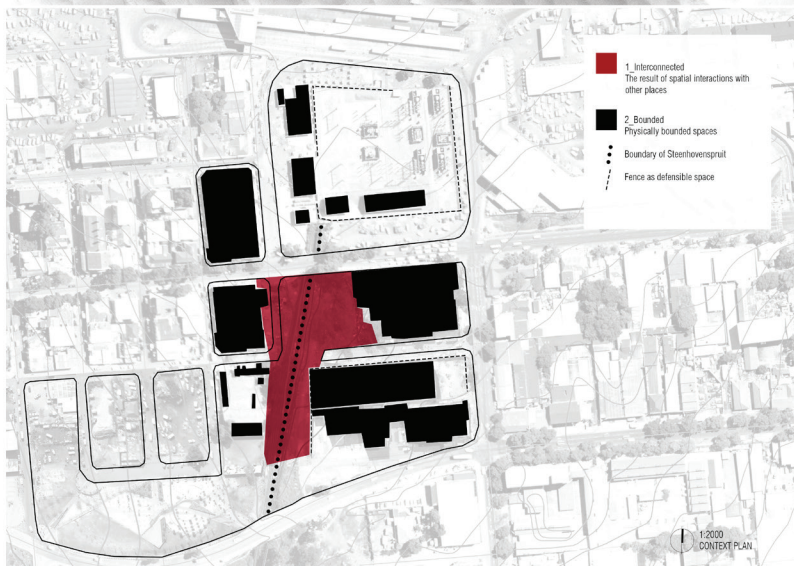 1_Interconnected
The result of spatial interactions with
other places
2_Bounded
Physically bounded spaces
Boundary of Steenhovenspruit
Fence as defensible space
1:2000
CONTEXT PLAN